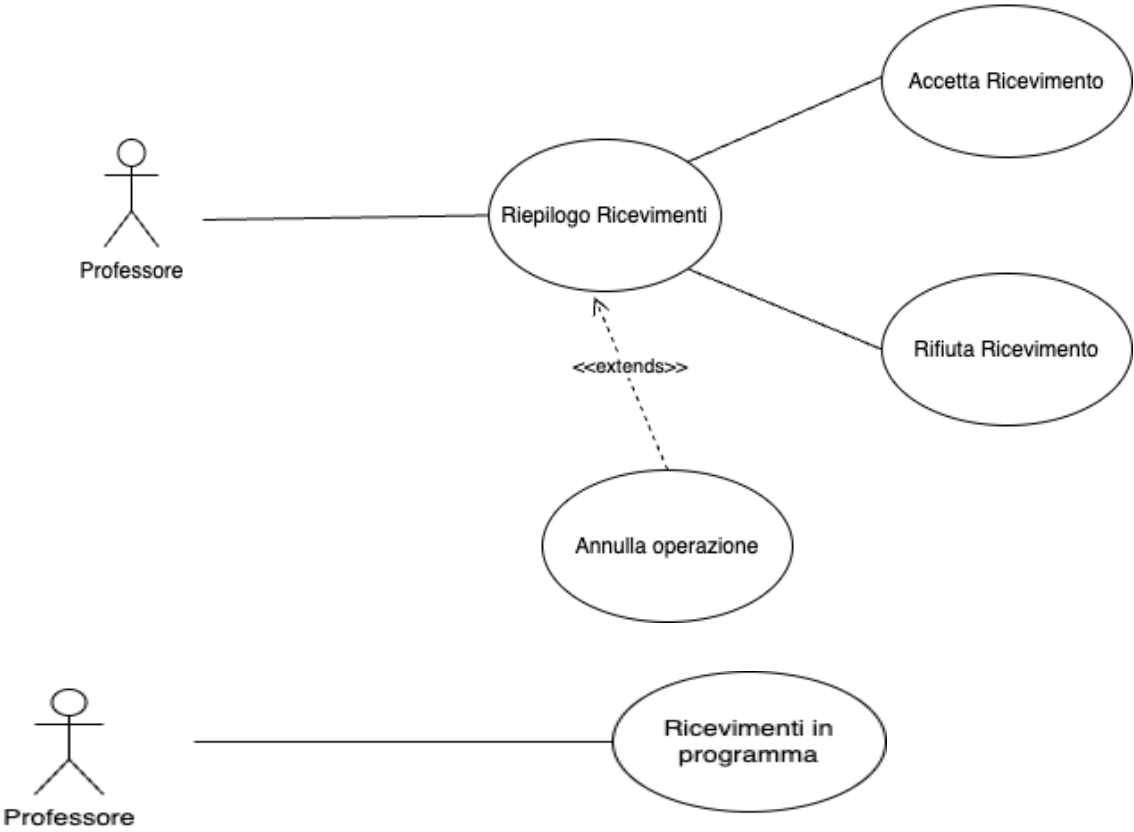 Accetta Ricevimento
Riepilogo Ricevimenti
Professore
Rifiuta Ricevimento
<<extends>>
Annulla operazione
Ricevimenti in
programma
Professore